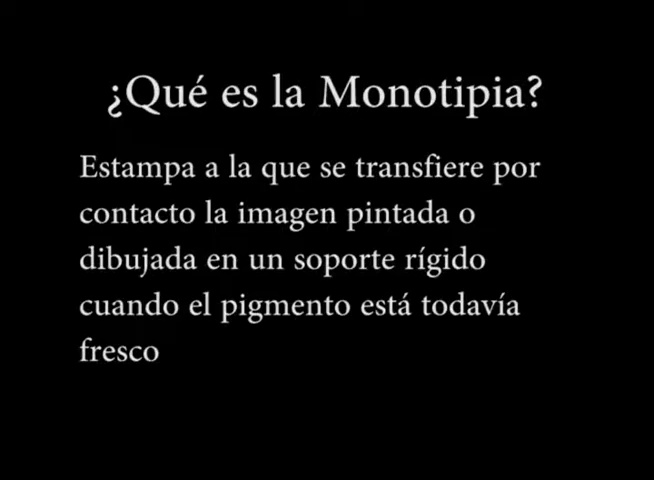 ¿Qué es la Monotipia?
Estampa a la que se transfiere por
contacto la imagen pintada o
dibujada en un soporte rígido
cuando el pigmento está todavía
fresco